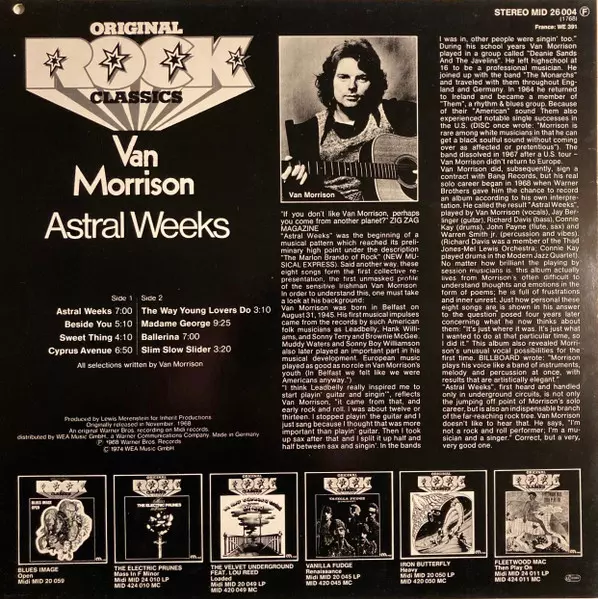 STEREO MID 26 004 Ⓕ
(1768)
France: WE 391
ORIGINAL
ROCK
CLASSICS
Van
Morrison
Astral Weeks
Side 1 Side 2
Astral Weeks 7:00 The Way Young Lovers Do 3:10
Beside You 5:10 Madame George 9:25
Sweet Thing 4:10 Ballerina 7:00
Cyprus Avenue 6:50 Slim Slow Slider 3:20
All selections written by Van Morrison
Produced by Lewis Merenstein for Inherit Productions
Originally released in November, 1968
An original Warner Bros. recording on Midi records.
distributed by WEA Music GmbH, a Warner Communications Company. Made in Germany
Ⓟ 1968 Warner Bros. Records
Ⓒ 1974 WEA Music GmbH
Van Morrison
"If you don't like Van Morrison, perhaps
you come from another planet?" ZIG ZAG
MAGAZINE
"Astral Weeks" was the beginning of a
musical pattern which reached its preli-
minary high point under the description
"The Marlon Brando of Rock" (NEW MU-
SICAL EXPRESS). Said another way, these
eight songs form the first collective re-
presentation, the first unmasked profile
of the sensitive Irishman Van Morrison
In order to understand this, one must take
a look at his background:
Van Morrison was born in Belfast on
August 31, 1945. His first musical impulses
came from the records by such American
folk musicians as Leadbelly, Hank Willi-
ams, and Sonny Terry and Brownie McGee.
Muddy Waters and Sonny Boy Williamson
also later played an important part in his
musical development. European music
played as good as no role in Van Morrison's
youth (In Belfast we felt like we were
Americans anyway.")
"I think Leadbelly really inspired me to
start playin' guitar and singin'", reflects
Van Morrison, "it came from that, and
early rock and roll. I was about twelve or
thirteen. I stopped playin' the guitar and I
just sang because I thought that was more
important than playin' guitar. Then I took
up sax after that and I split it up half and
half between sax and singin'. In the bands
I was in, other people were singin' too."
During his school years Van Morrison
played in a group called "Deanie Sands
And The Javelins". He left highschool at
16 to be a professional musician. He
joined up with the band "The Monarchs"
and traveled with them throughout Eng-
land and Germany. In 1964 he returned
to Ireland and became a member of
"Them", a rhythm & blues group. Because
of their "American" sound Them also
experienced notable single successes in
the U.S. (DISC once wrote: "Morrison is
rare among white musicians in that he can
get a black soulful sound without coming
over as affected or pretentious"). The
band dissolved in 1967 after a U.S. tour –
Van Morrison didn't return to Europe.
Van Morrison did, subsequently, sign a
contract with Bang Records, but his real
solo career began in 1968 when Warner
Brothers gave him the chance to record
an album according to his own interpre-
tation. He called the result "Astral Weeks",
played by Van Morrison (vocals), Jay Ber-
linger (guitar), Richard Davis (bass), Connie
Kay (drums), John Payne (flute, sax) and
Warren Smith jr. (percussion and vibes).
(Richard Davis was a member of the Thad
Jones-Mel Lewis Orchestra; Connie Kay
played drums in the Modern Jazz Quartet).
No matter how brilliant the playing by
session musicians is, this album actually
lives from Morrison's often difficult to
understand thoughts and emotions in the
form of poems; he is full of frustrations
and inner unrest. Just how personal these
eight songs are is shown in his answer
to the question posed four years later
concerning what he now thinks about
them: "It's just where it was. It's just what
I wanted to do at that particular time, so
I did it." This album also revealed Morri-
son's unusual vocal possibilities for the
first time. BILLBOARD wrote: "Morrison
plays his voice like a band of instruments,
melody and percussion at once, with
results that are artistically elegant."
"Astral Weeks", first heard and handled
only in underground circuits, is not only
the jumping off point of Morrison's solo
career, but is also an indispensable branch
of the far-reaching rock tree. Van Morrison
doesn't like to hear that. He says, "I'm
not a rock and roll performer; I'm a mu-
sician and a singer." Correct, but a very,
very good one.
BLUES IMAGE
Open
Midi MID 20 059
THE ELECTRIC PRUNES
Mass in F Minor
Midi MID 24 010 LP
MID 424 010 MC
THE VELVET UNDERGROUND
FEAT. LOU REED
Loaded
Midi MID 20 049 LP
MID 420 049 MC
VANILLA FUDGE
Renaissance
Midi MID 20 045 LP
MID 420 045 MC
IRON BUTTERFLY
Heavy
Midi MID 20 050 LP
MID 420 050 MC
FLEETWOOD MAC
Then Play On
Midi MID 24 011 LP
MID 424 011 MC